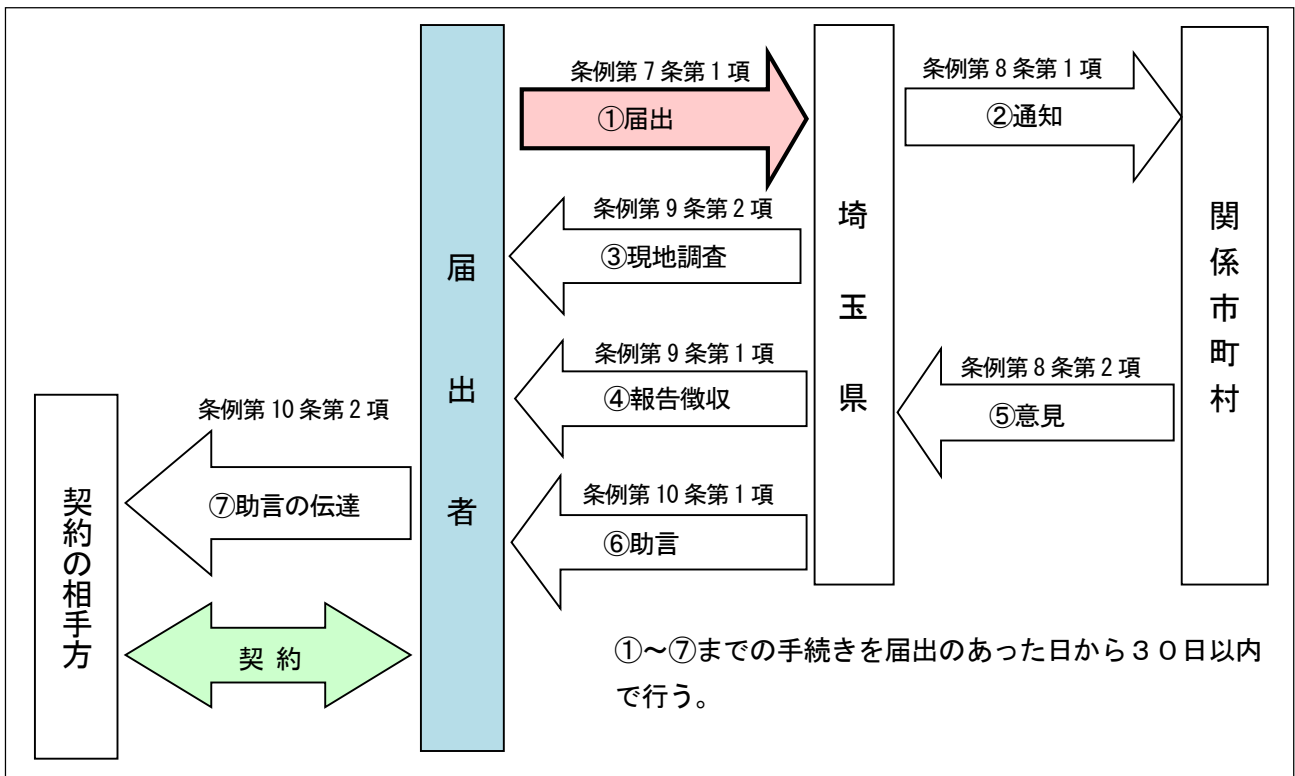 条例第７条第１項
①届出
条例第８条第１項
②通知
条例第９条第２項
③現地調査
条例第９条第１項
④報告徴収
条例第８条第２項
⑤意見
条例第10条第１項
⑥助言
条例第10条第２項
⑦助言の伝達
契 約
契約の相手方
届出者
埼玉県
関係市町村
①～⑦までの手続きを届出のあった日から３０日以内
で行う。